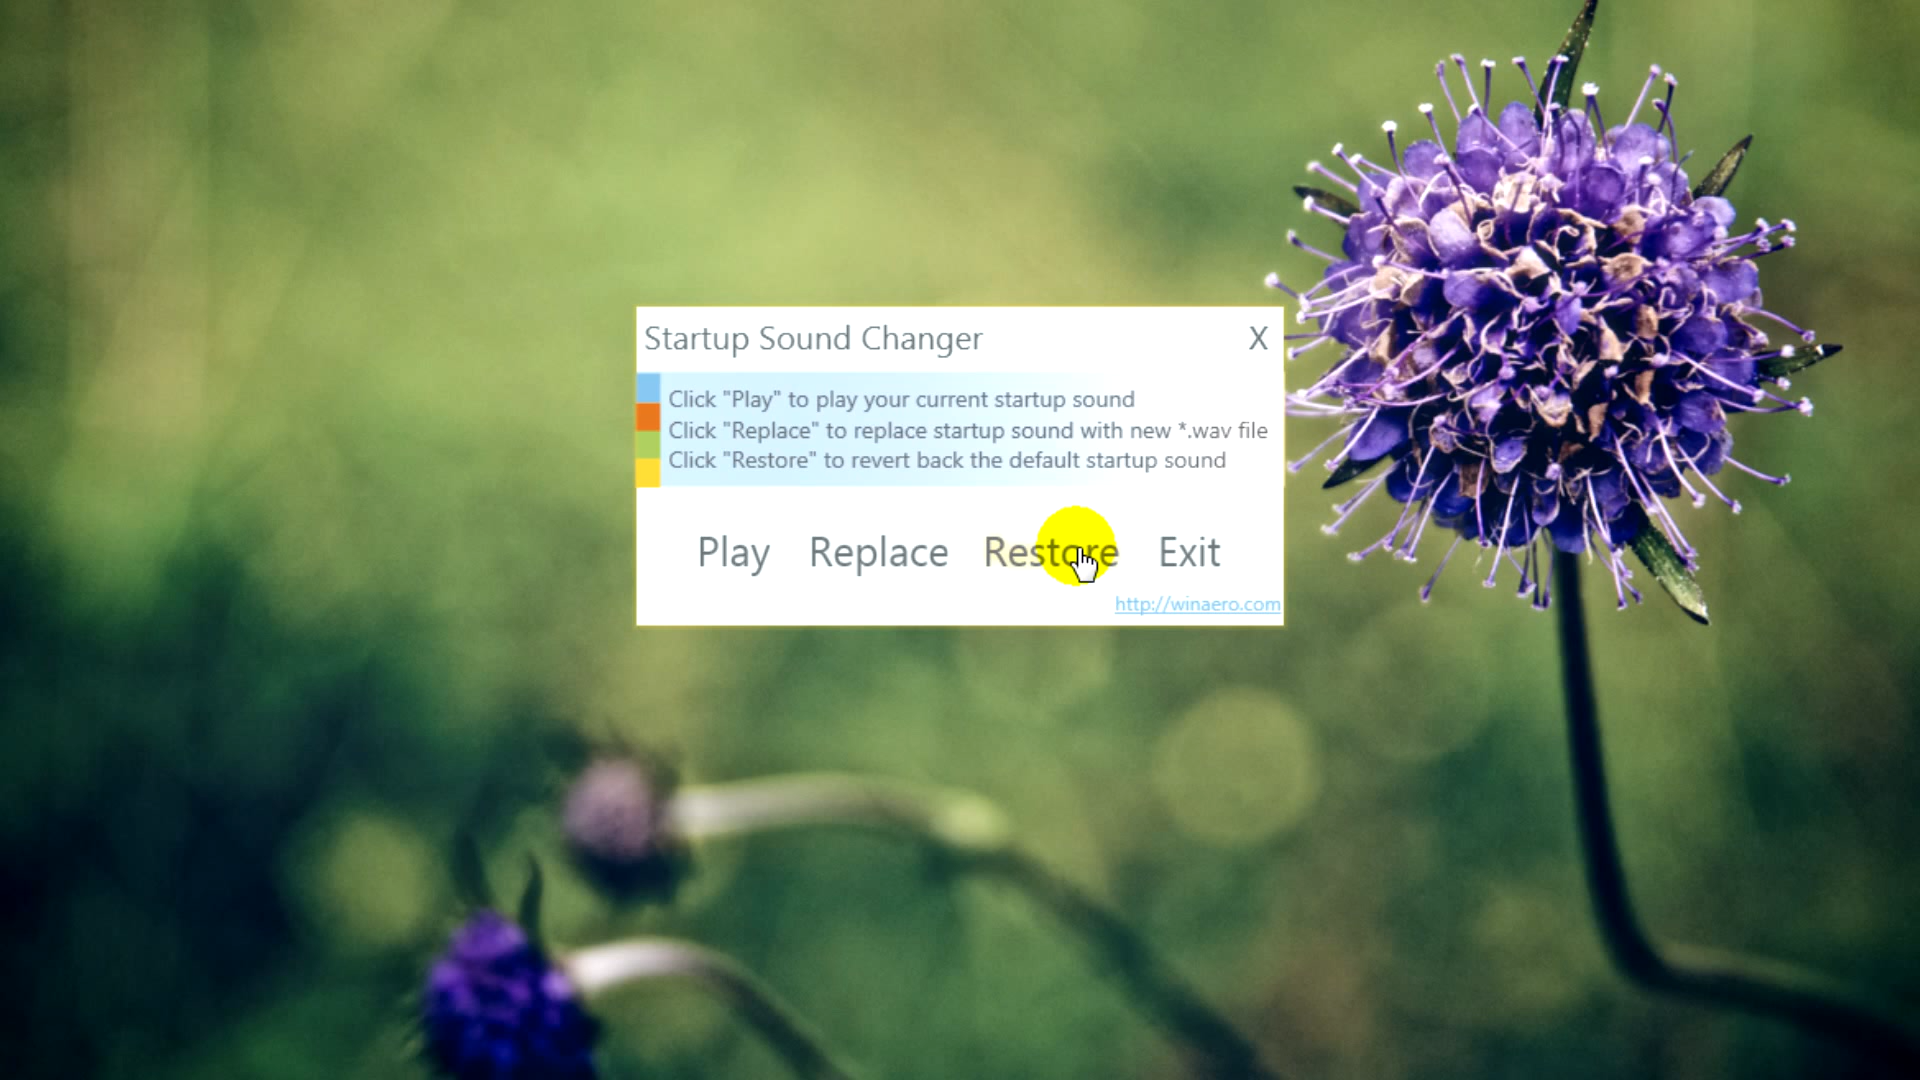 Startup Sound Changer X
Click "Play" to play your current startup sound
Click "Replace" to replace startup sound with new *.wav file
Click "Restore" to revert back the default startup sound
Play Replace Restore Exit
http://winaero.com